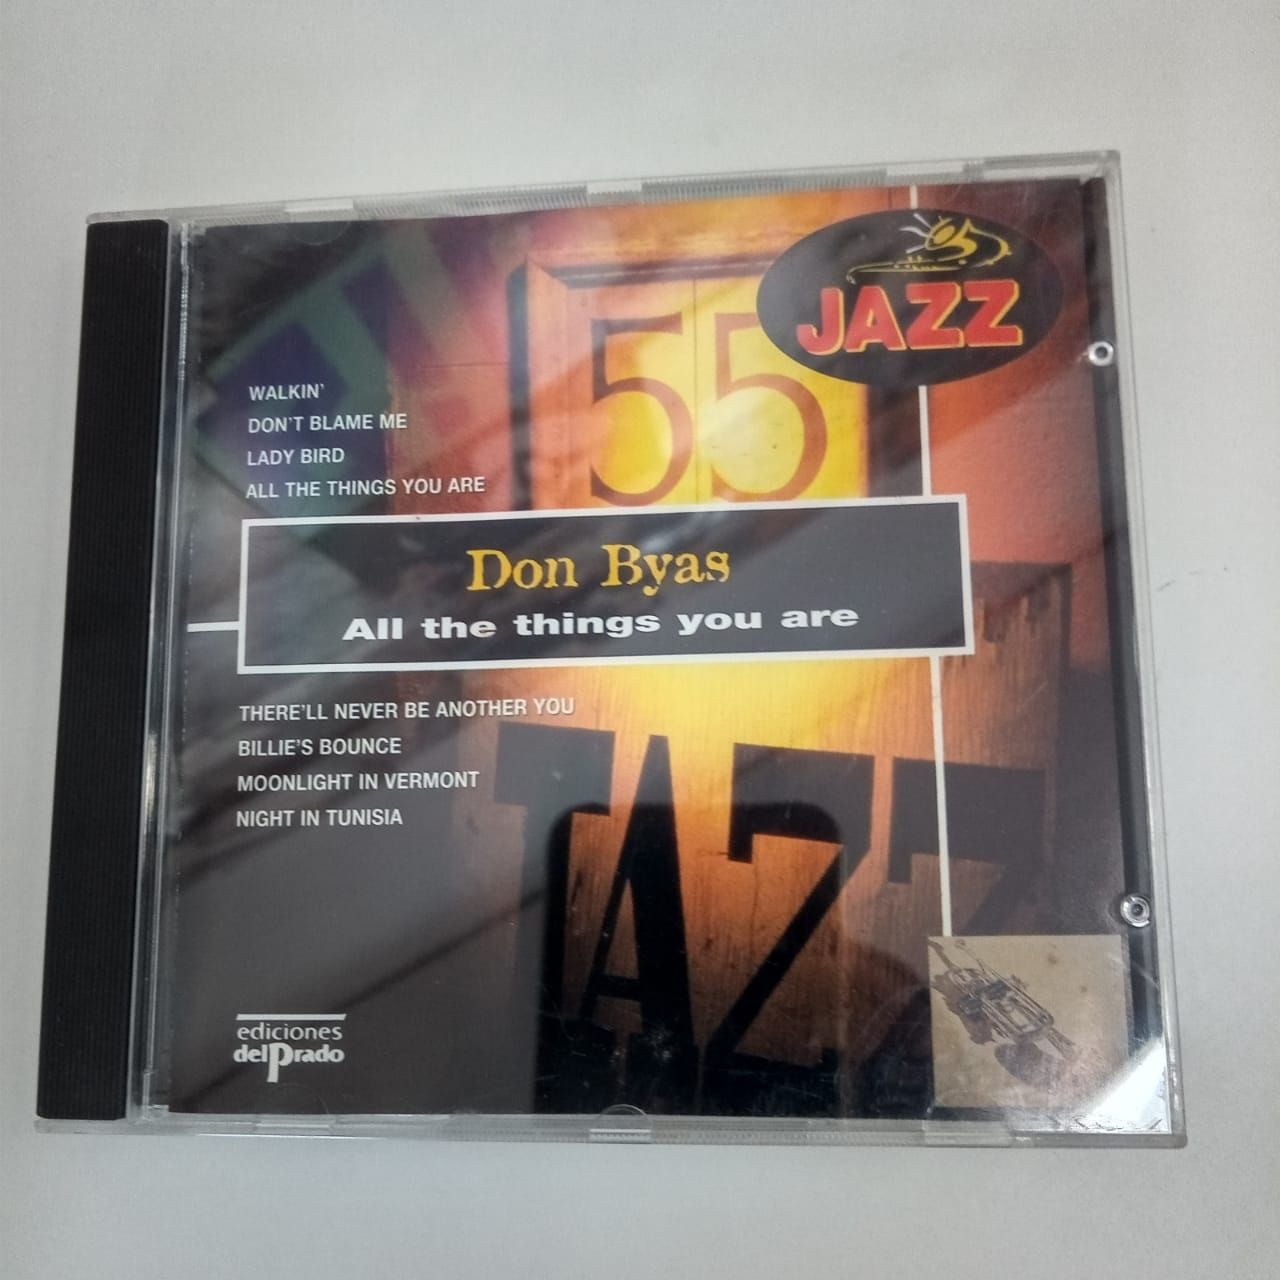 JAZZ
55
WALKIN'
DON'T BLAME ME
LADY BIRD
ALL THE THINGS YOU ARE
Don Byas
All the things you are
THERE'LL NEVER BE ANOTHER YOU
BILLIE'S BOUNCE
MOONLIGHT IN VERMONT
NIGHT IN TUNISIA
JAZZ
ediciones
delPrado